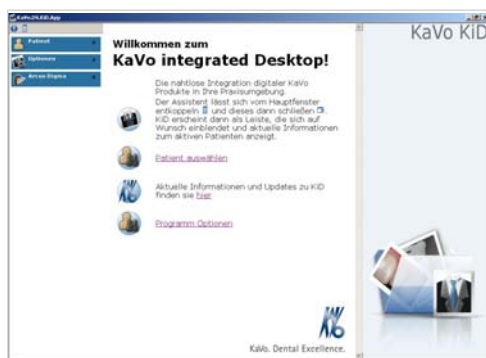 KaVo KiD
Patient
Optionen
Arcus Digma
Willkommen zum
KaVo integrated Desktop!
Die nahtlose Integration digitaler KaVo
Produkte in Ihre Praxisumgebung.
Der Assistent lässt sich vom Hauptfenster
entkoppeln und dieses dann schließen .
KiD erscheint dann als Leiste, die sich auf
Wunsch einblendet und aktuelle Informationen
zum aktiven Patienten anzeigt.
Patient auswählen
Aktuelle Informationen und Updates zu KiD
finden sie hier
Programm Optionen
KaVo. Dental Excellence.